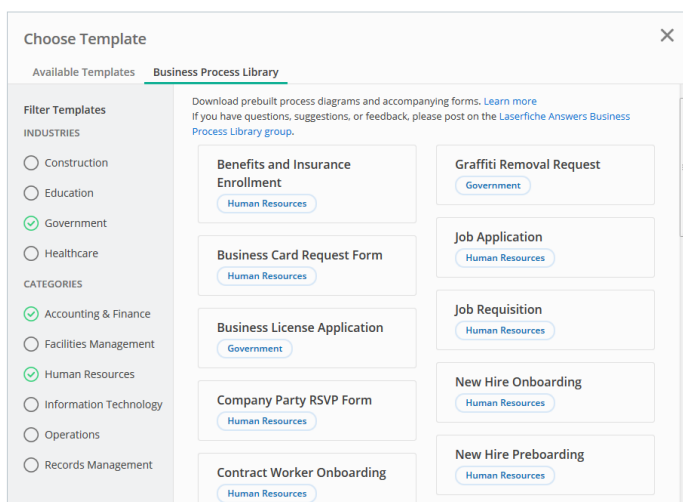 Choose Template
Available Templates
Business Process Library
Filter Templates
INDUSTRIES
Construction
Education
Government
Healthcare
CATEGORIES
Accounting & Finance
Facilities Management
Human Resources
Information Technology
Operations
Records Management
Download prebuilt process diagrams and accompanying forms. Learn more
If you have questions, suggestions, or feedback, please post on the Laserfiche Answers Business
Process Library group.
Benefits and Insurance
Enrollment
Human Resources
Business Card Request Form
Human Resources
Business License Application
Government
Company Party RSVP Form
Human Resources
Contract Worker Onboarding
Human Resources
Graffiti Removal Request
Government
Job Application
Human Resources
Job Requisition
Human Resources
New Hire Onboarding
Human Resources
New Hire Preboarding
Human Resources